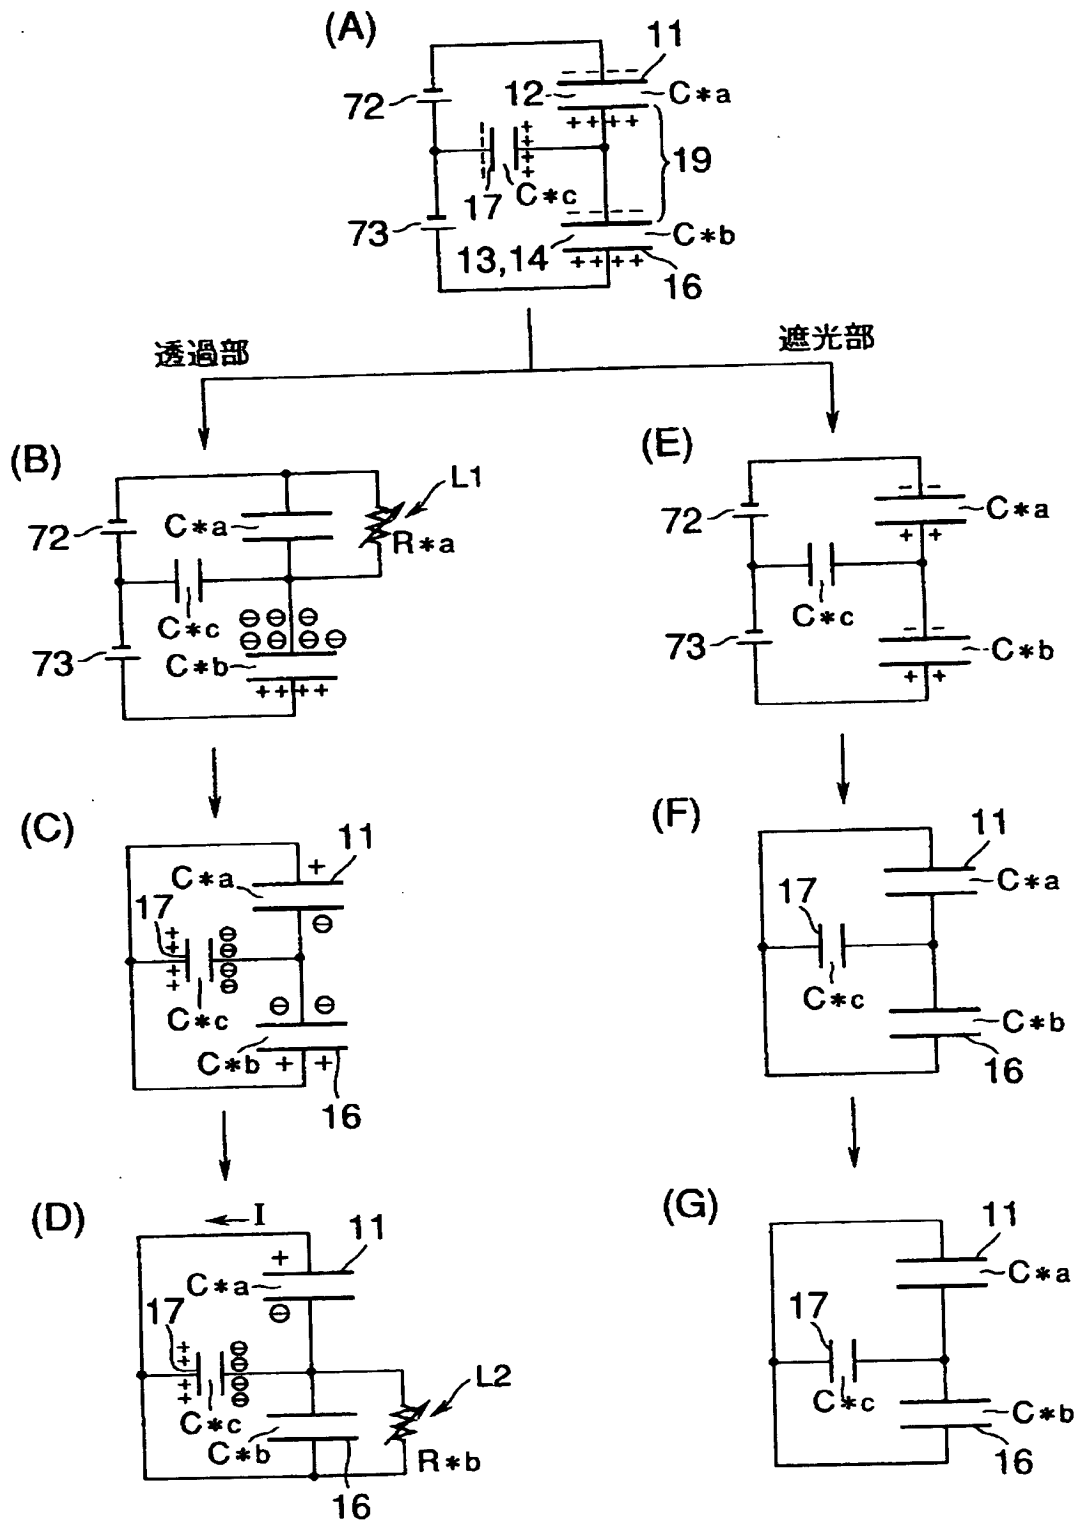 (A)
11
72
12
C*a
19
17
C*c
73
C*b
13,14
16
透過部
遮光部
(B)
L1
72
C*a
R*a
C*c
73
C*b
(E)
72
C*a
C*c
73
C*b
(C)
11
C*a
17
C*c
C*b
16
(F)
11
C*a
17
C*c
C*b
16
(D)
I
11
C*a
17
C*c
L2
C*b
R*b
16
(G)
11
C*a
17
C*c
C*b
16